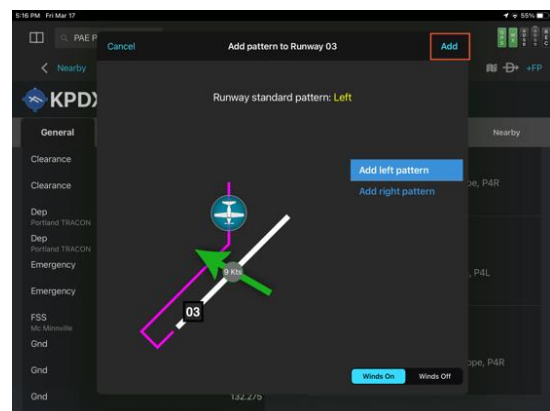 5:16 PM Fri Mar 17
55%
PAE P
Cancel
Add pattern to Runway 03
Add
Nearby
+FP
KPDX
Runway standard pattern: Left
General
Nearby
Clearance
Add left pattern
Clearance
Add right pattern
pe, P4R
Dep
Portland TRACON
Dep
Portland TRACON
Emergency
9 Kts
, P4L
Emergency
03
FSS
Mc Minnville
Gnd
Gnd
ope, P4R
Winds On
Winds Off
Gnd
132.275